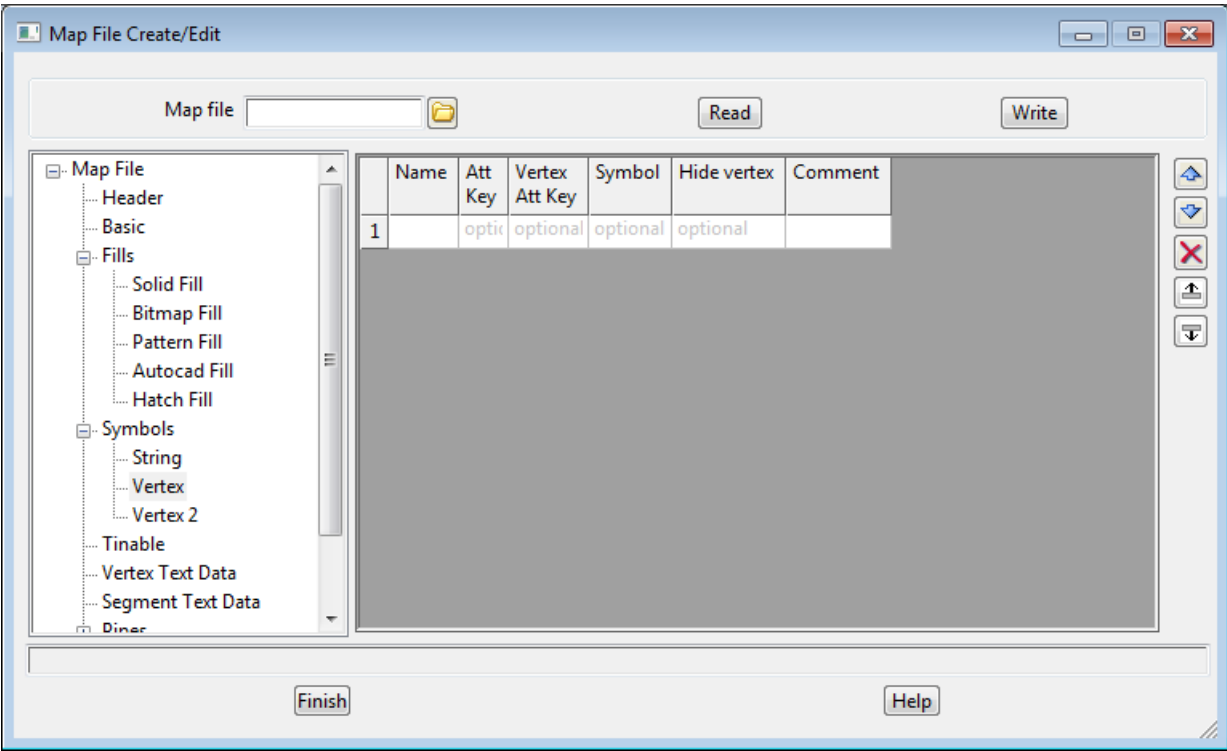 Map File Create/Edit
Map file Read Write
Map File
Header
Basic
Fills
Solid Fill
Bitmap Fill
Pattern Fill
Autocad Fill
Hatch Fill
Symbols
String
Vertex
Vertex 2
Tinable
Vertex Text Data
Segment Text Data
Pipes
Name Att Key Vertex Att Key Symbol Hide vertex Comment
1 optic optional optional optional
Finish Help